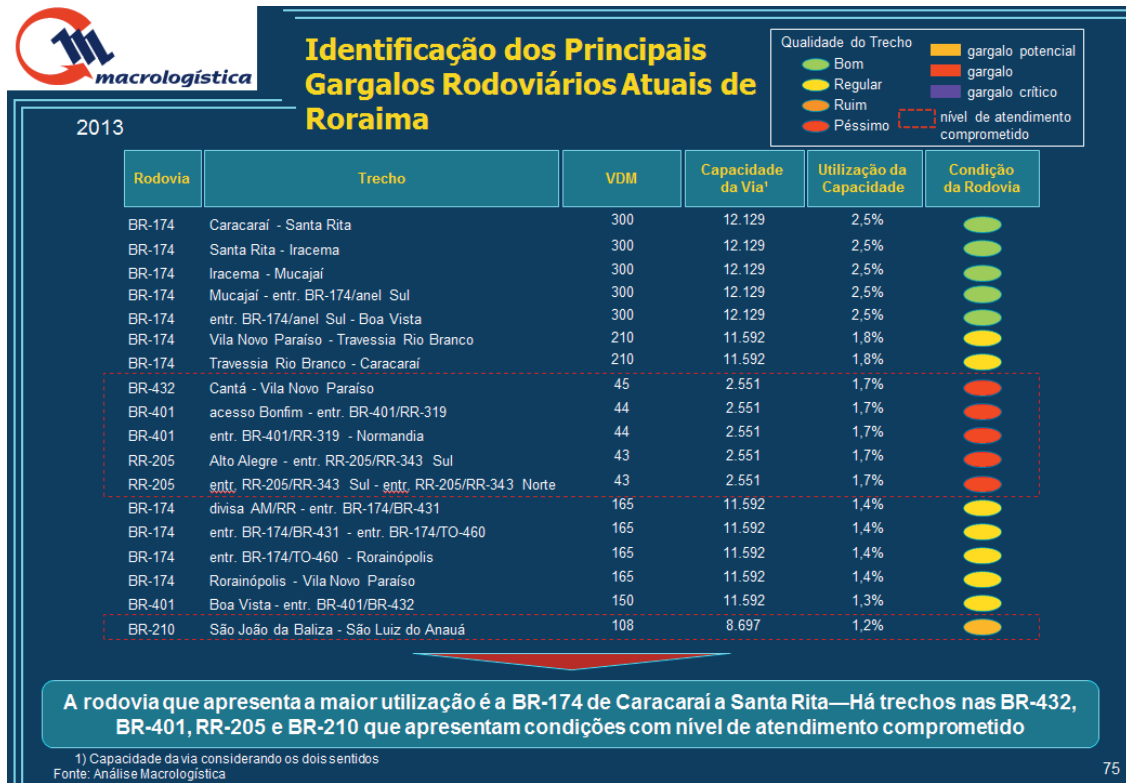 macrologística
Identificação dos Principais
Gargalos Rodoviários Atuais de
Roraima
2013
Qualidade do Trecho
Bom
Regular
Ruim
Péssimo
gargalo potencial
gargalo
gargalo crítico
nível de atendimento
comprometido
Rodovia Trecho VDM Capacidade da Via¹ Utilização da Capacidade Condição da Rodovia
BR-174 Caracaraí - Santa Rita 300 12.129 2,5%
BR-174 Santa Rita - Iracema 300 12.129 2,5%
BR-174 Iracema - Mucajaí 300 12.129 2,5%
BR-174 Mucajaí - entr. BR-174/anel Sul 300 12.129 2,5%
BR-174 entr. BR-174/anel Sul - Boa Vista 300 12.129 2,5%
BR-174 Vila Novo Paraíso - Travessia Rio Branco 210 11.592 1,8%
BR-174 Travessia Rio Branco - Caracaraí 210 11.592 1,8%
BR-432 Cantá - Vila Novo Paraíso 45 2.551 1,7%
BR-401 acesso Bonfim - entr. BR-401/RR-319 44 2.551 1,7%
BR-401 entr. BR-401/RR-319 - Normandia 44 2.551 1,7%
RR-205 Alto Alegre - entr. RR-205/RR-343 Sul 43 2.551 1,7%
RR-205 entr. RR-205/RR-343 Sul - entr. RR-205/RR-343 Norte 43 2.551 1,7%
BR-174 divisa AM/RR - entr. BR-174/BR-431 165 11.592 1,4%
BR-174 entr. BR-174/BR-431 - entr. BR-174/TO-460 165 11.592 1,4%
BR-174 entr. BR-174/TO-460 - Rorainópolis 165 11.592 1,4%
BR-174 Rorainópolis - Vila Novo Paraíso 165 11.592 1,4%
BR-401 Boa Vista - entr. BR-401/BR-432 150 11.592 1,3%
BR-210 São João da Baliza - São Luiz do Anauá 108 8.697 1,2%
A rodovia que apresenta a maior utilização é a BR-174 de Caracaraí a Santa Rita—Há trechos nas BR-432,
BR-401, RR-205 e BR-210 que apresentam condições com nível de atendimento comprometido
1) Capacidade da via considerando os dois sentidos
Fonte: Análise Macrologística
75